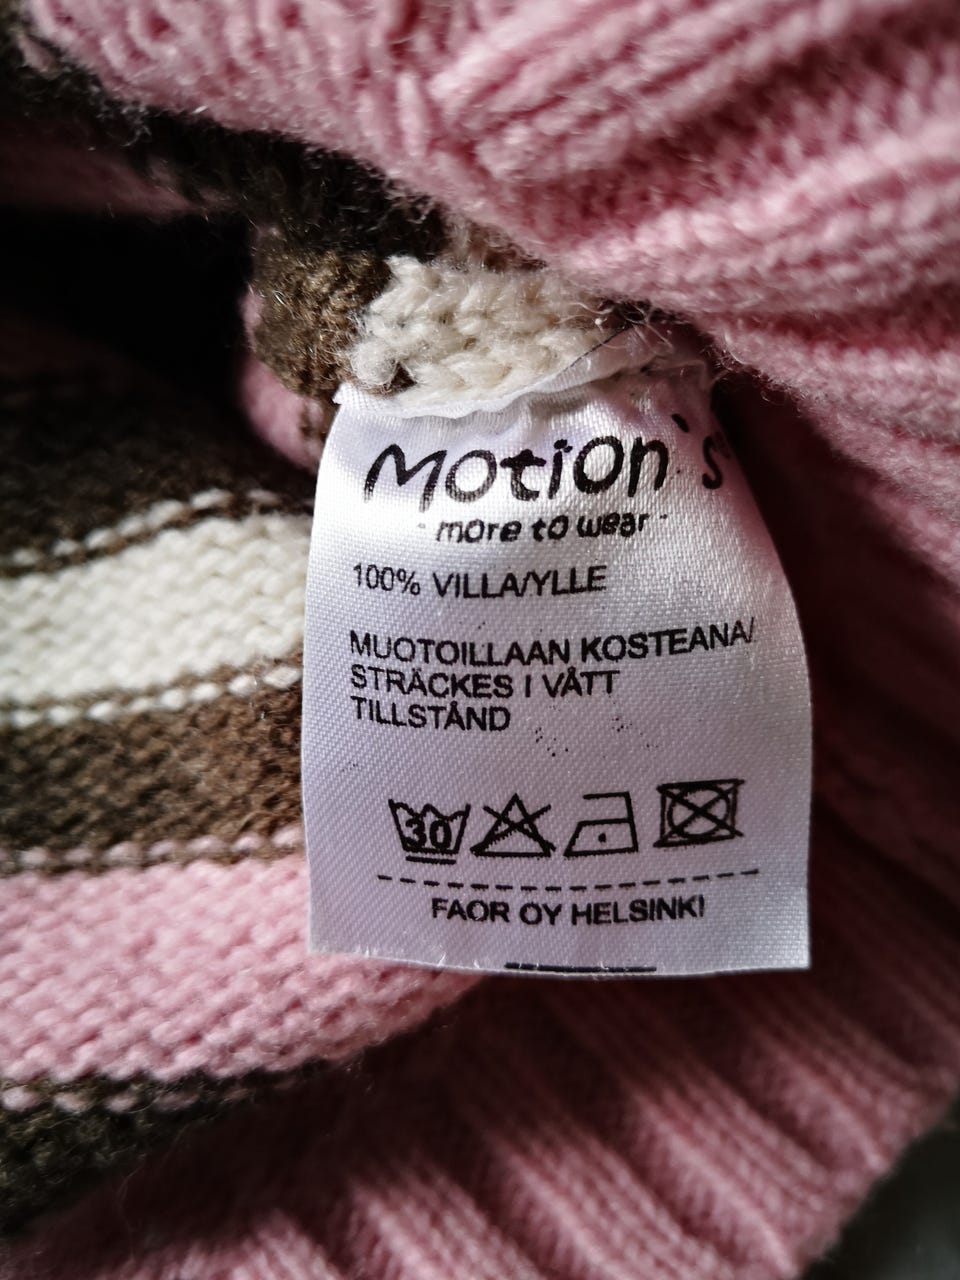 Motion's
- more to wear -
100% VILLA/YLLE
MUOTOILLAAN KOSTEANA/
STRÄCKES I VÅTT
TILLSTÅND
30
FAOR OY HELSINKI